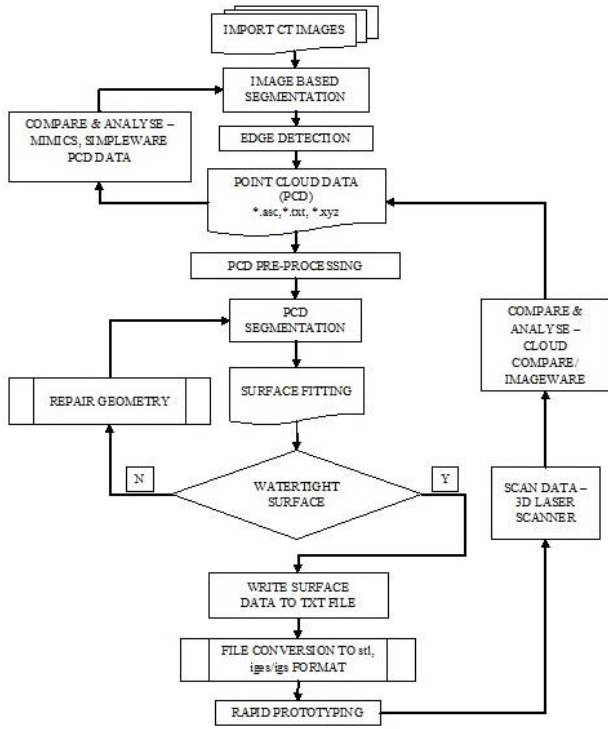 IMPORT CT IMAGES
IMAGE BASED
SEGMENTATION
COMPARE & ANALYSE –
MIMICS, SIMPLEWARE
PCD DATA
EDGE DETECTION
POINT CLOUD DATA
(PCD)
*.asc,*.txt, *.xyz
PCD PRE-PROCESSING
PCD
SEGMENTATION
COMPARE &
ANALYSE –
CLOUD
COMPARE/
IMAGEWARE
REPAIR GEOMETRY
SURFACE FITTING
N
Y
WATERTIGHT
SURFACE
SCAN DATA –
3D LASER
SCANNER
WRITE SURFACE
DATA TO TXT FILE
FILE CONVERSION TO stl,
iges/igs FORMAT
RAPID PROTOTYPING